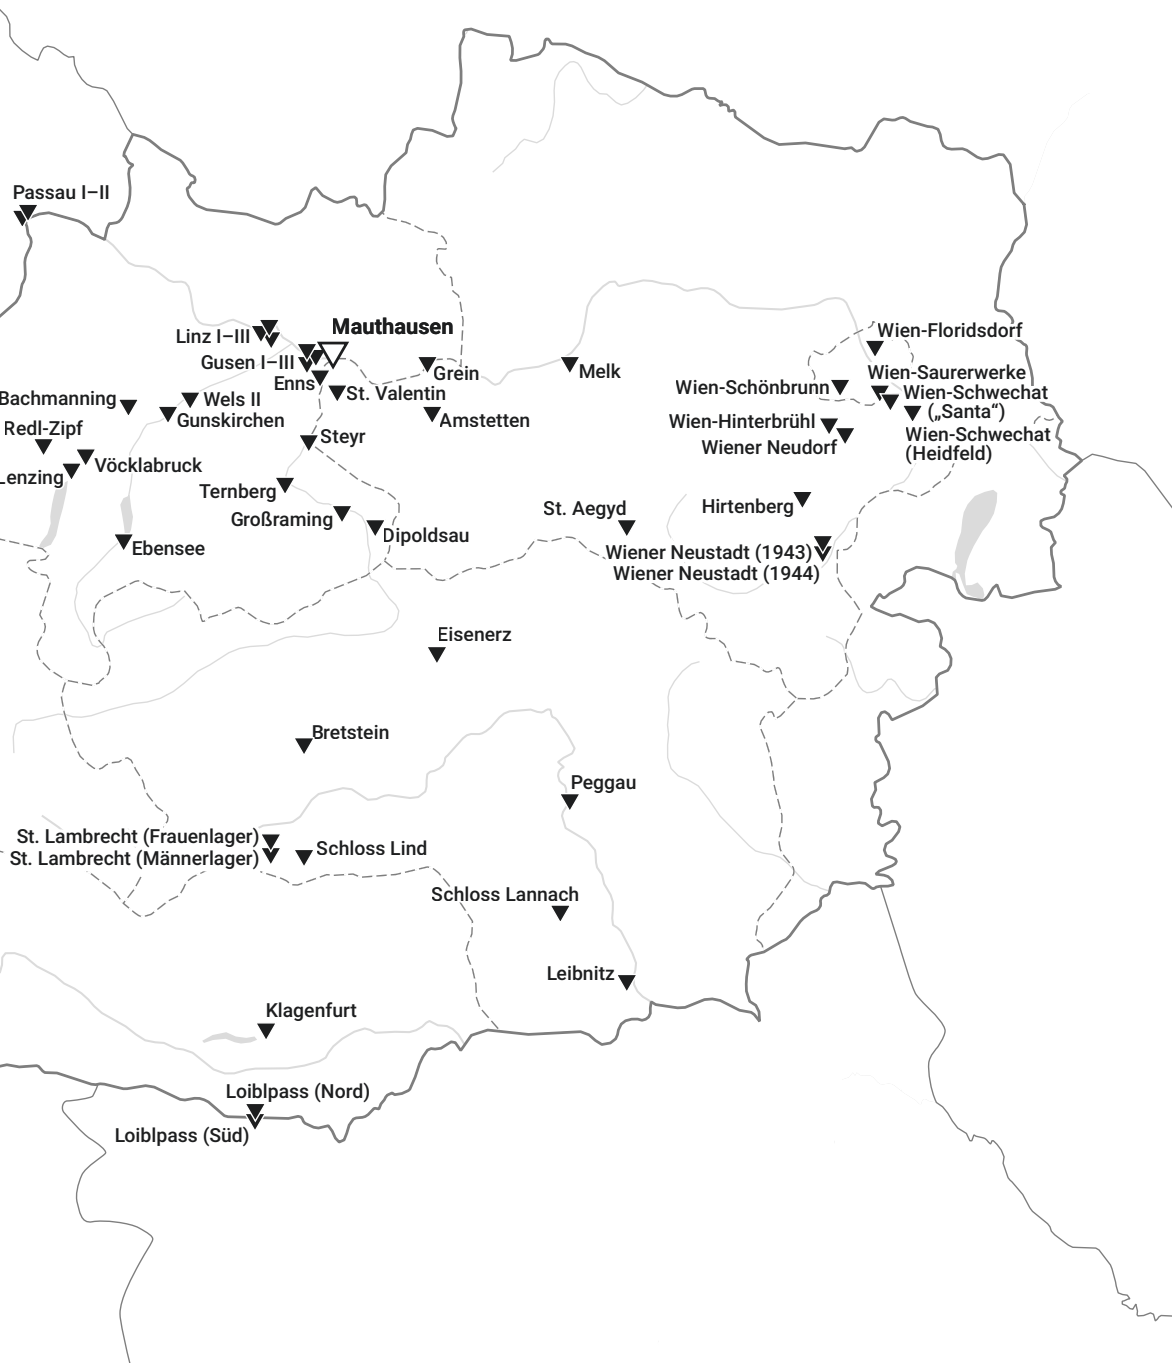 Passau I–II
Mauthausen
Linz I–III
Gusen I–III
Enns
St. Valentin
Grein
Melk
Amstetten
Wien-Floridsdorf
Wien-Saurerwerke
Wien-Schönbrunn
Wien-Schwechat
(„Santa“)
Wien-Hinterbrühl
Wiener Neudorf
Wien-Schwechat
(Heidfeld)
Bachmanning
Wels II
Gunskirchen
Redl-Zipf
Steyr
Vöcklabruck
Lenzing
Ternberg
Großraming
Dipoldsau
Ebensee
St. Aegyd
Hirtenberg
Wiener Neustadt (1943)
Wiener Neustadt (1944)
Eisenerz
Bretstein
Peggau
St. Lambrecht (Frauenlager)
St. Lambrecht (Männerlager)
Schloss Lind
Schloss Lannach
Leibnitz
Klagenfurt
Loiblpass (Nord)
Loiblpass (Süd)